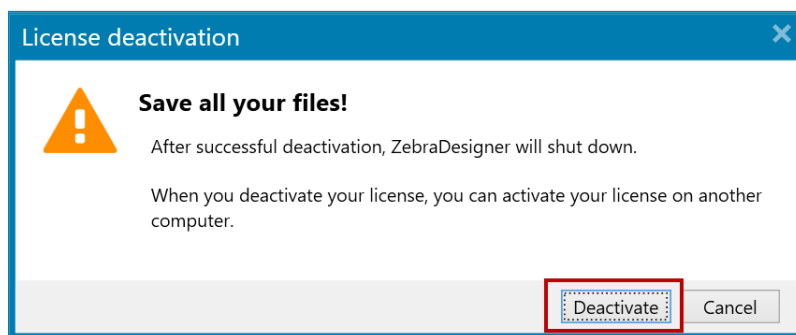 License deactivation
Save all your files!
After successful deactivation, ZebraDesigner will shut down.
When you deactivate your license, you can activate your license on another
computer.
Deactivate Cancel